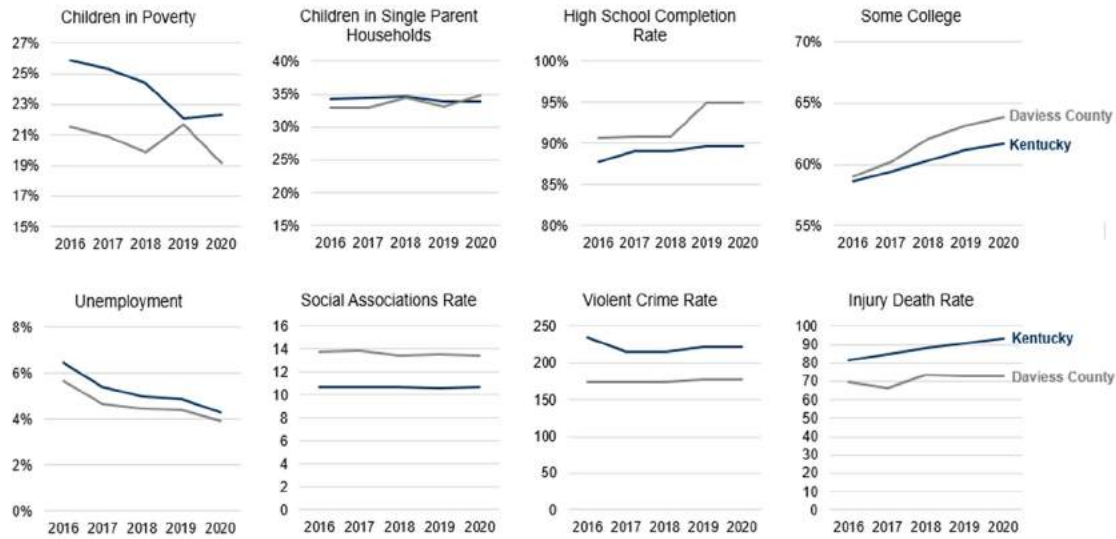 Children in Poverty
27%
25%
23%
21%
19%
17%
15%
2016 2017 2018 2019 2020
Children in Single Parent
Households
40%
35%
30%
25%
20%
15%
2016 2017 2018 2019 2020
High School Completion
Rate
100%
95%
90%
85%
80%
2016 2017 2018 2019 2020
Some College
70%
65%
60%
55%
Daviess County
Kentucky
2016 2017 2018 2019 2020
Unemployment
8%
6%
4%
2%
0%
2016 2017 2018 2019 2020
Social Associations Rate
16
14
12
10
8
6
4
2
0
2016 2017 2018 2019 2020
Violent Crime Rate
250
200
150
100
50
0
2016 2017 2018 2019 2020
Injury Death Rate
100
90
80
70
60
50
40
30
20
10
0
Kentucky
Daviess County
2016 2017 2018 2019 2020